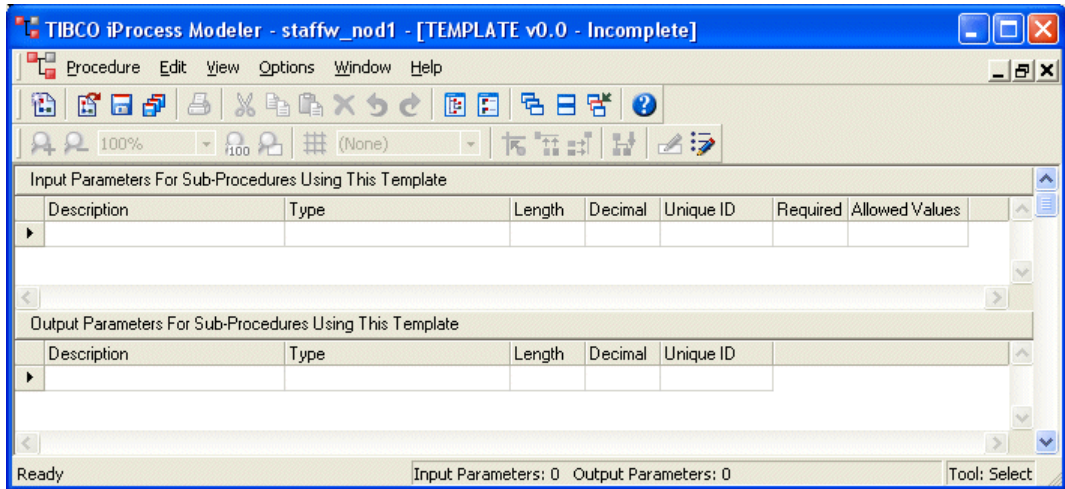 TIBCO iProcess Modeler - staffw_nod1 - [TEMPLATE v0.0 - Incomplete]
Procedure Edit View Options Window Help
100% 100 (None)
Input Parameters For Sub-Procedures Using This Template
Description Type Length Decimal Unique ID Required Allowed Values
Output Parameters For Sub-Procedures Using This Template
Description Type Length Decimal Unique ID
Ready Input Parameters: 0 Output Parameters: 0 Tool: Select